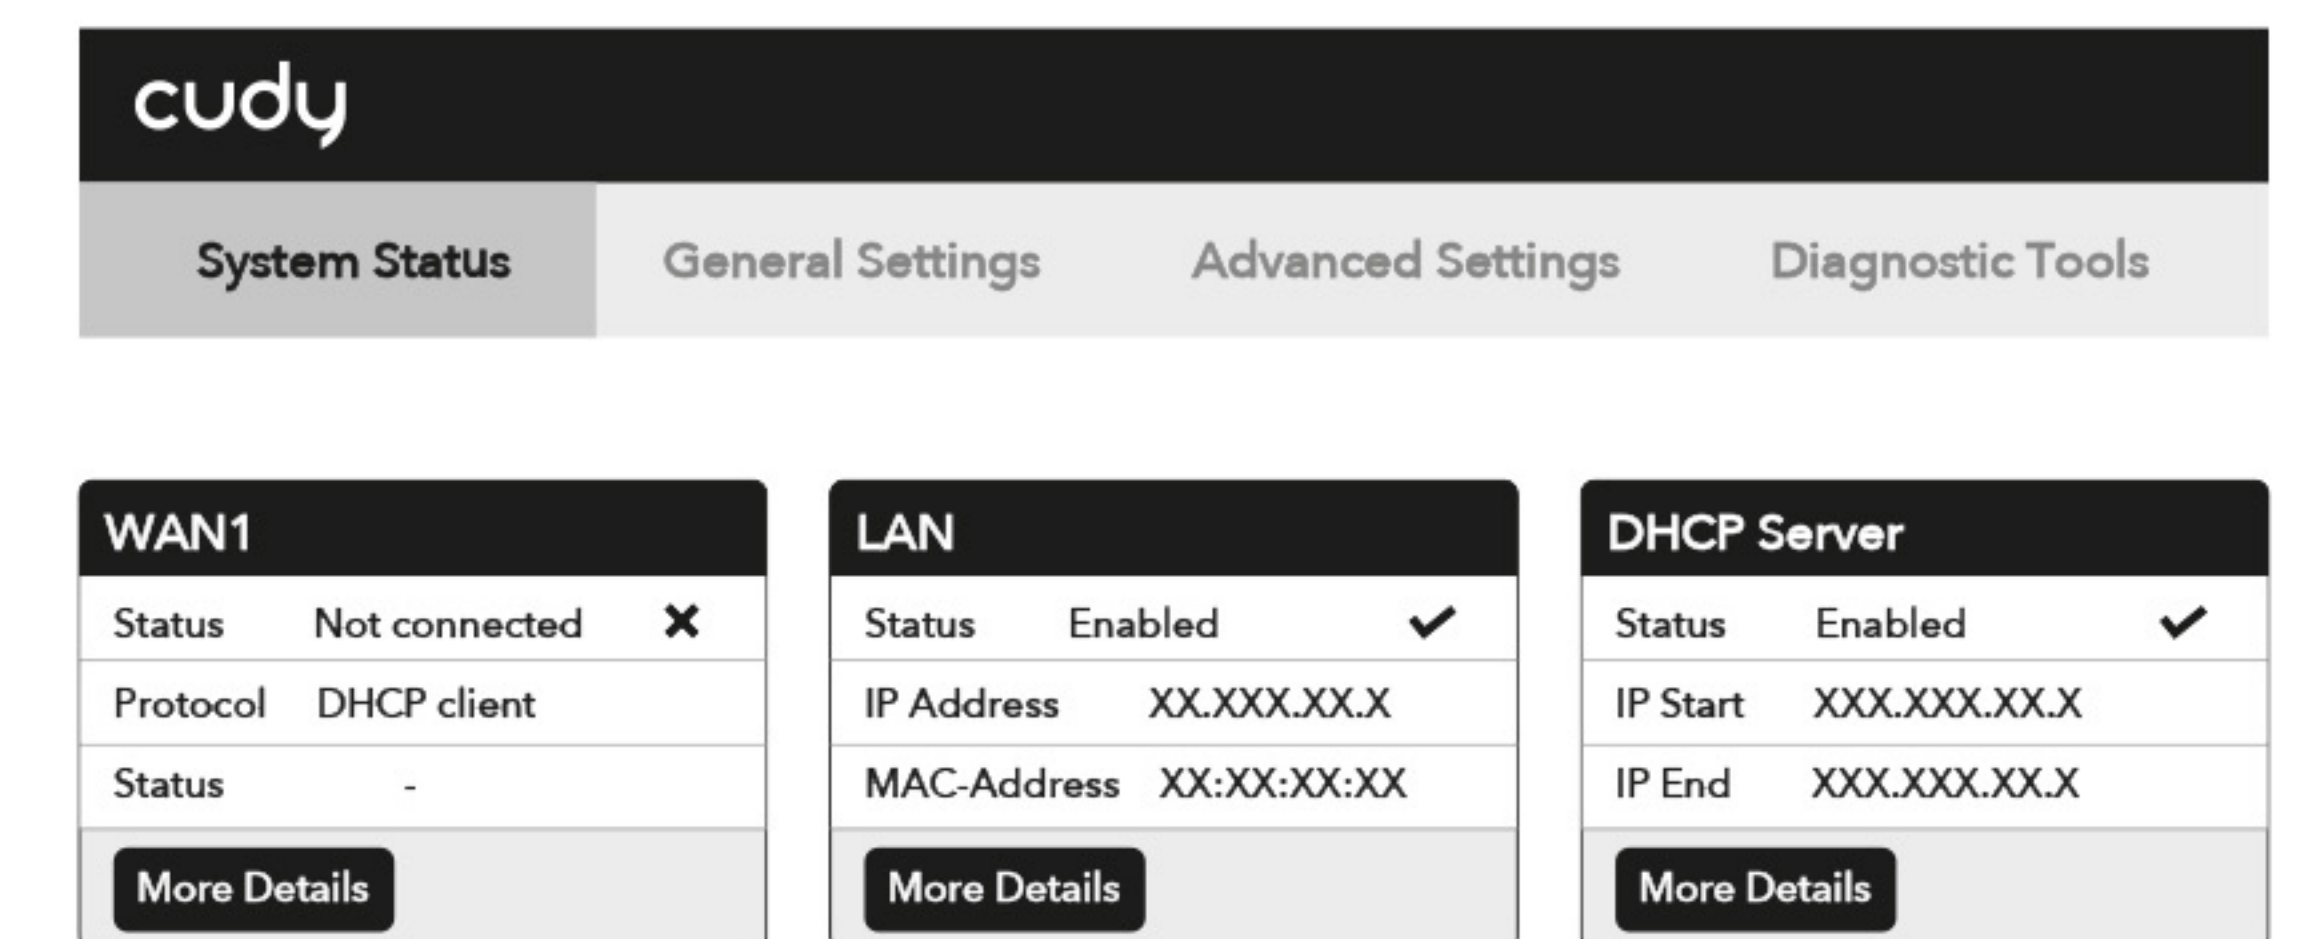 cudy
System Status General Settings Advanced Settings Diagnostic Tools
WAN1
Status Not connected
Protocol DHCP client
Status -
More Details
LAN
Status Enabled
IP Address XX.XXX.XX.X
MAC-Address XX:XX:XX:XX
More Details
DHCP Server
Status Enabled
IP Start XXX.XXX.XX.X
IP End XXX.XXX.XX.X
More Details